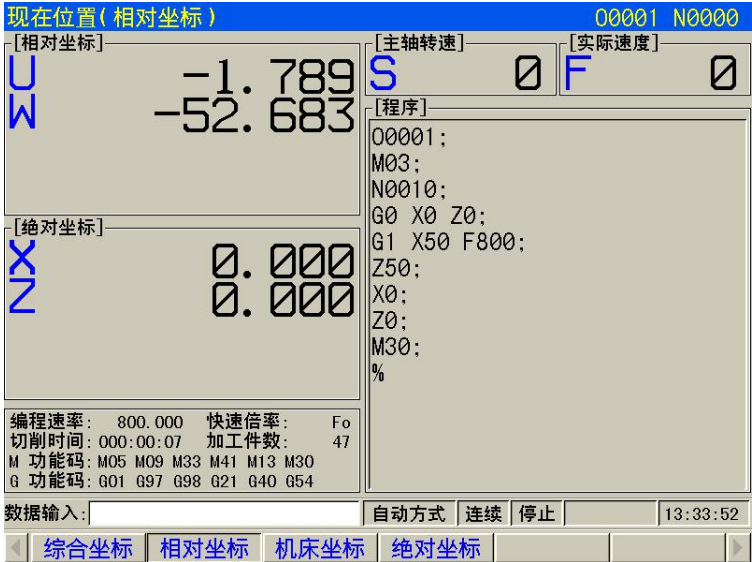 现在位置(相对坐标) O0001 N0000
[相对坐标]
U -1.789
W -52.683
[主轴转速]
S 0
[实际速度]
F 0
[程序]
O0001;
M03;
N0010;
G0 X0 Z0;
G1 X50 F800;
Z50;
X0;
Z0;
M30;
%
[绝对坐标]
X 0.000
Z 0.000
编程速率: 800.000 快速倍率: Fo
切削时间: 000:00:07 加工件数: 47
M 功能码: M05 M09 M33 M41 M13 M30
G 功能码: G01 G97 G98 G21 G40 G54
数据输入: 自动方式 连续 停止 13:33:52
综合坐标 相对坐标 机床坐标 绝对坐标